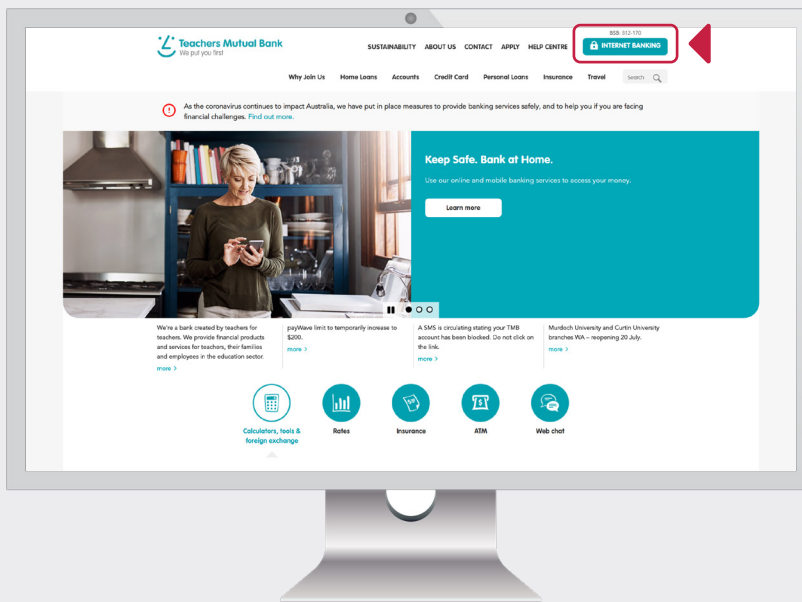 BSB: 512-170
Teachers Mutual Bank
We put you first
SUSTAINABILITY ABOUT US CONTACT APPLY HELP CENTRE INTERNET BANKING
Why Join Us Home Loans Accounts Credit Card Personal Loans Insurance Travel Search
As the coronavirus continues to impact Australia, we have put in place measures to provide banking services safely, and to help you if you are facing
financial challenges. Find out more.
Keep Safe. Bank at Home.
Use our online and mobile banking services to access your money.
Learn more
We're a bank created by teachers for
teachers. We provide financial products
and services for teachers, their families
and employees in the education sector.
more >
payWave limit to temporarily increase to
$200.
more >
A SMS is circulating stating your TMB
account has been blocked. Do not click on
the link.
more >
Murdoch University and Curtin University
branches WA – reopening 20 July.
more >
Calculators, tools &
foreign exchange
Rates
Insurance
ATM
Web chat